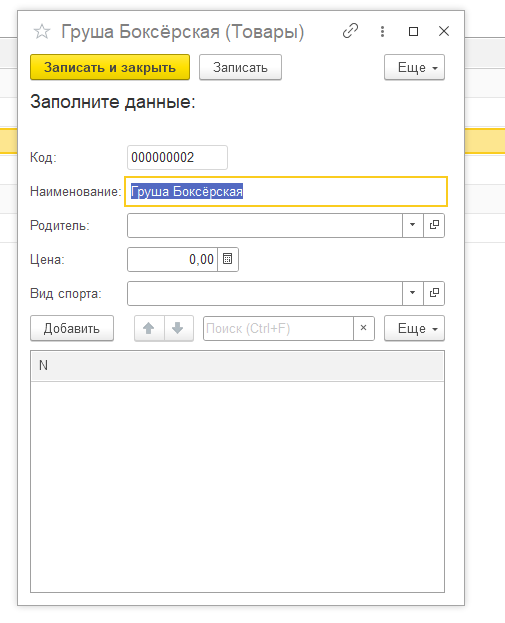 Груша Боксёрская (Товары)
Записать и закрыть Записать Еще
Заполните данные:
Код: 000000002
Наименование: Груша Боксёрская
Родитель:
Цена: 0,00
Вид спорта:
Добавить Поиск (Ctrl+F) × Еще
N